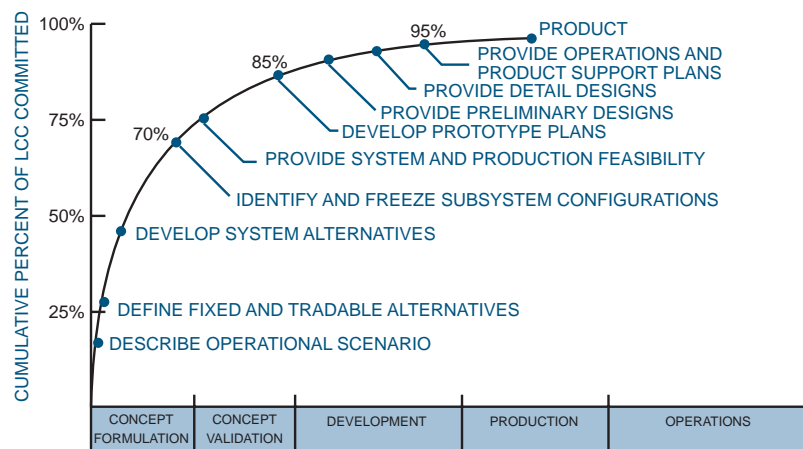 CUMULATIVE PERCENT OF LCC COMMITTED
100%
75%
50%
25%
70%
85%
95%
PRODUCT
PROVIDE OPERATIONS AND
PRODUCT SUPPORT PLANS
PROVIDE DETAIL DESIGNS
PROVIDE PRELIMINARY DESIGNS
DEVELOP PROTOTYPE PLANS
PROVIDE SYSTEM AND PRODUCTION FEASIBILITY
IDENTIFY AND FREEZE SUBSYSTEM CONFIGURATIONS
DEVELOP SYSTEM ALTERNATIVES
DEFINE FIXED AND TRADABLE ALTERNATIVES
DESCRIBE OPERATIONAL SCENARIO
CONCEPT
FORMULATION
CONCEPT
VALIDATION
DEVELOPMENT
PRODUCTION
OPERATIONS